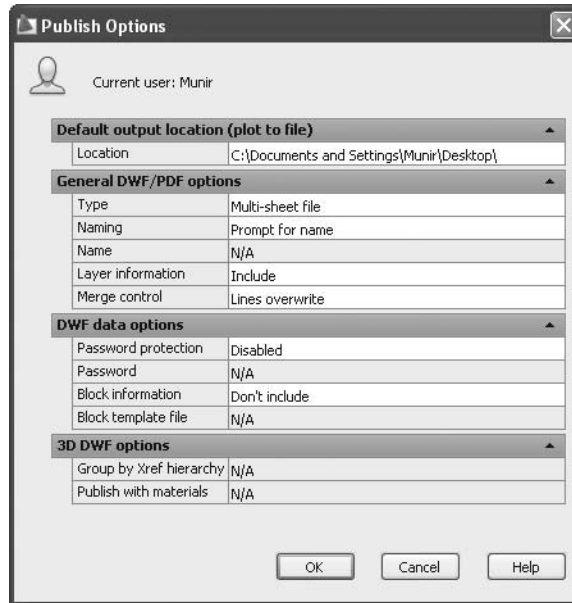 Publish Options
Current user: Munir
Default output location (plot to file)
Location C:\Documents and Settings\Munir\Desktop\
General DWF/PDF options
Type Multi-sheet file
Naming Prompt for name
Name N/A
Layer information Include
Merge control Lines overwrite
DWF data options
Password protection Disabled
Password N/A
Block information Don't include
Block template file N/A
3D DWF options
Group by Xref hierarchy N/A
Publish with materials N/A
OK Cancel Help